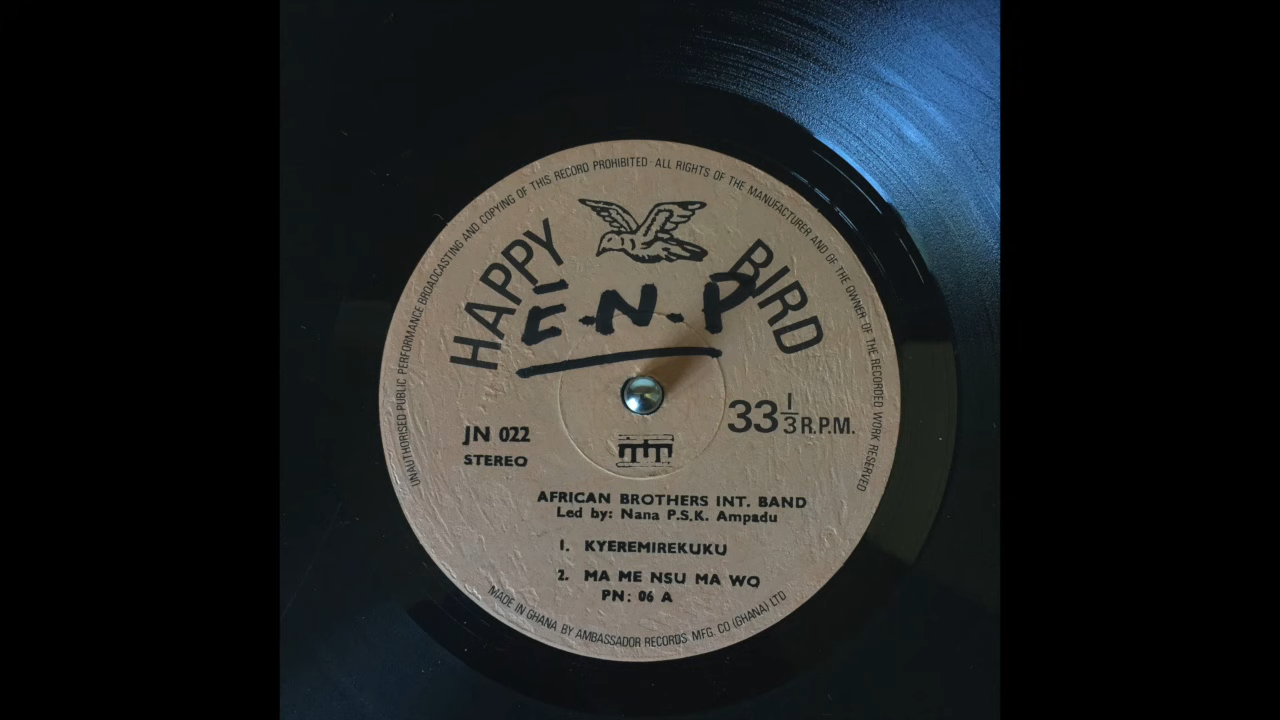 UNAUTHORISED PUBLIC PERFORMANCE BROADCASTING AND COPYING OF THIS RECORD PROHIBITED · ALL RIGHTS OF THE MANUFACTURER AND OF THE OWNER OF THE RECORDED WORK RESERVED
HAPPY BIRD
E.N.P
33 1/3 R.P.M.
JN 022
STEREO
AFRICAN BROTHERS INT. BAND
Led by: Nana P.S.K. Ampadu
1. KYEREMIREKUKU
2. MA ME NSU MA WO
PN: 06 A
MADE IN GHANA BY AMBASSADOR RECORDS MFG. CO (GHANA) LTD